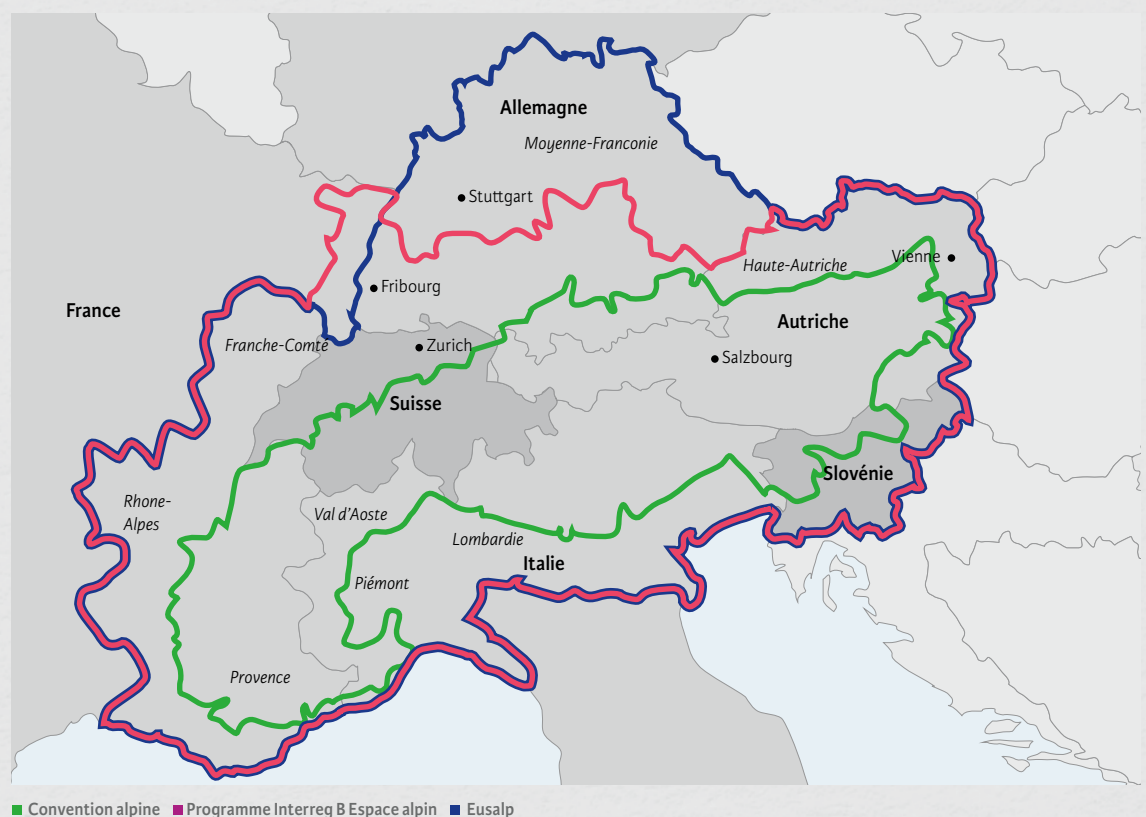 Allemagne
Moyenne-Franconie
Stuttgart
Vienne
Haute-Autriche
Fribourg
France
Autriche
Franche-Comté
Zurich
Salzbourg
Suisse
Slovénie
Rhone-
Alpes
Val d’Aoste
Lombardie
Italie
Piémont
Provence
Convention alpine Programme Interreg B Espace alpin Eusalp